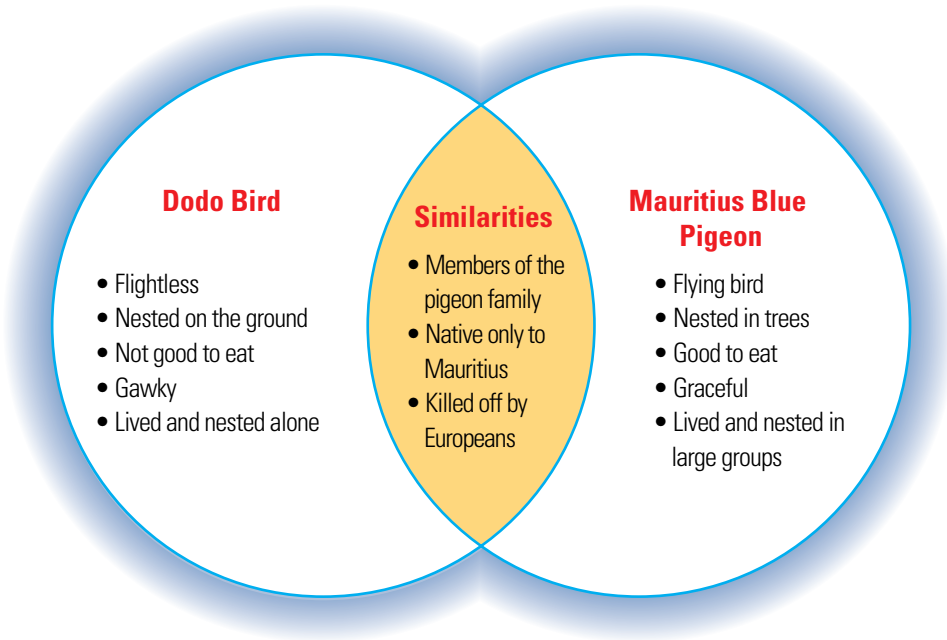 Dodo Bird
• Flightless
• Nested on the ground
• Not good to eat
• Gawky
• Lived and nested alone
Similarities
• Members of the
pigeon family
• Native only to
Mauritius
• Killed off by
Europeans
Mauritius Blue
Pigeon
• Flying bird
• Nested in trees
• Good to eat
• Graceful
• Lived and nested in
large groups